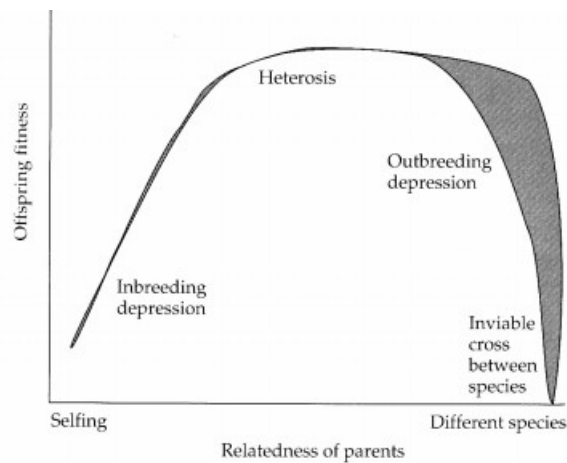 Offspring fitness
Heterosis
Outbreeding
depression
Inbreeding
depression
Inviable
cross
between
species
Selfing
Different species
Relatedness of parents